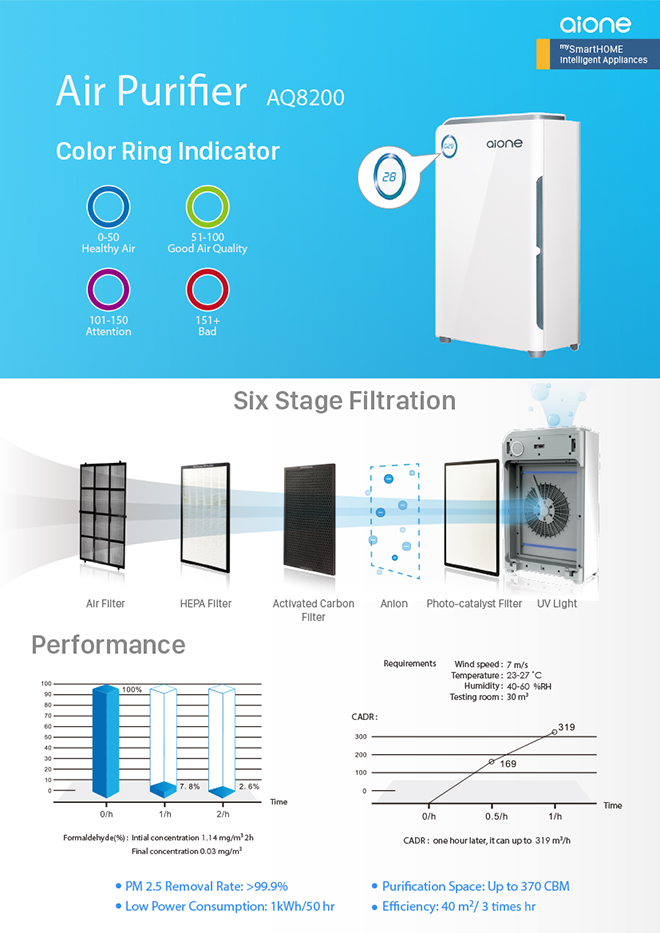 aione
mySmartHOME
Intelligent Appliances
Air Purifier AQ8200
Color Ring Indicator
aione
028
28
0-50
Healthy Air
51-100
Good Air Quality
101-150
Attention
151+
Bad
Six Stage Filtration
Air Filter
HEPA Filter
Activated Carbon
Filter
Anion
Photo-catalyst Filter
UV Light
Performance
100
90
80
70
60
50
40
30
20
10
0
100%
7. 8%
2. 6%
0/h
1/h
2/h
Time
Formaldehyde(%) : Intial concentration 1.14 mg/m³ 2h
Final concentration 0.03 mg/m³
Requirements
Wind speed : 7 m/s
Temperature : 23-27 °C
Humidity : 40-60 %RH
Testing room : 30 m³
CADR :
300
200
100
0
169
319
0/h
0.5/h
1/h
Time
CADR : one hour later, it can up to 319 m³/h
• PM 2.5 Removal Rate: >99.9%
• Low Power Consumption: 1kWh/50 hr
• Purification Space: Up to 370 CBM
• Efficiency: 40 m²/ 3 times hr